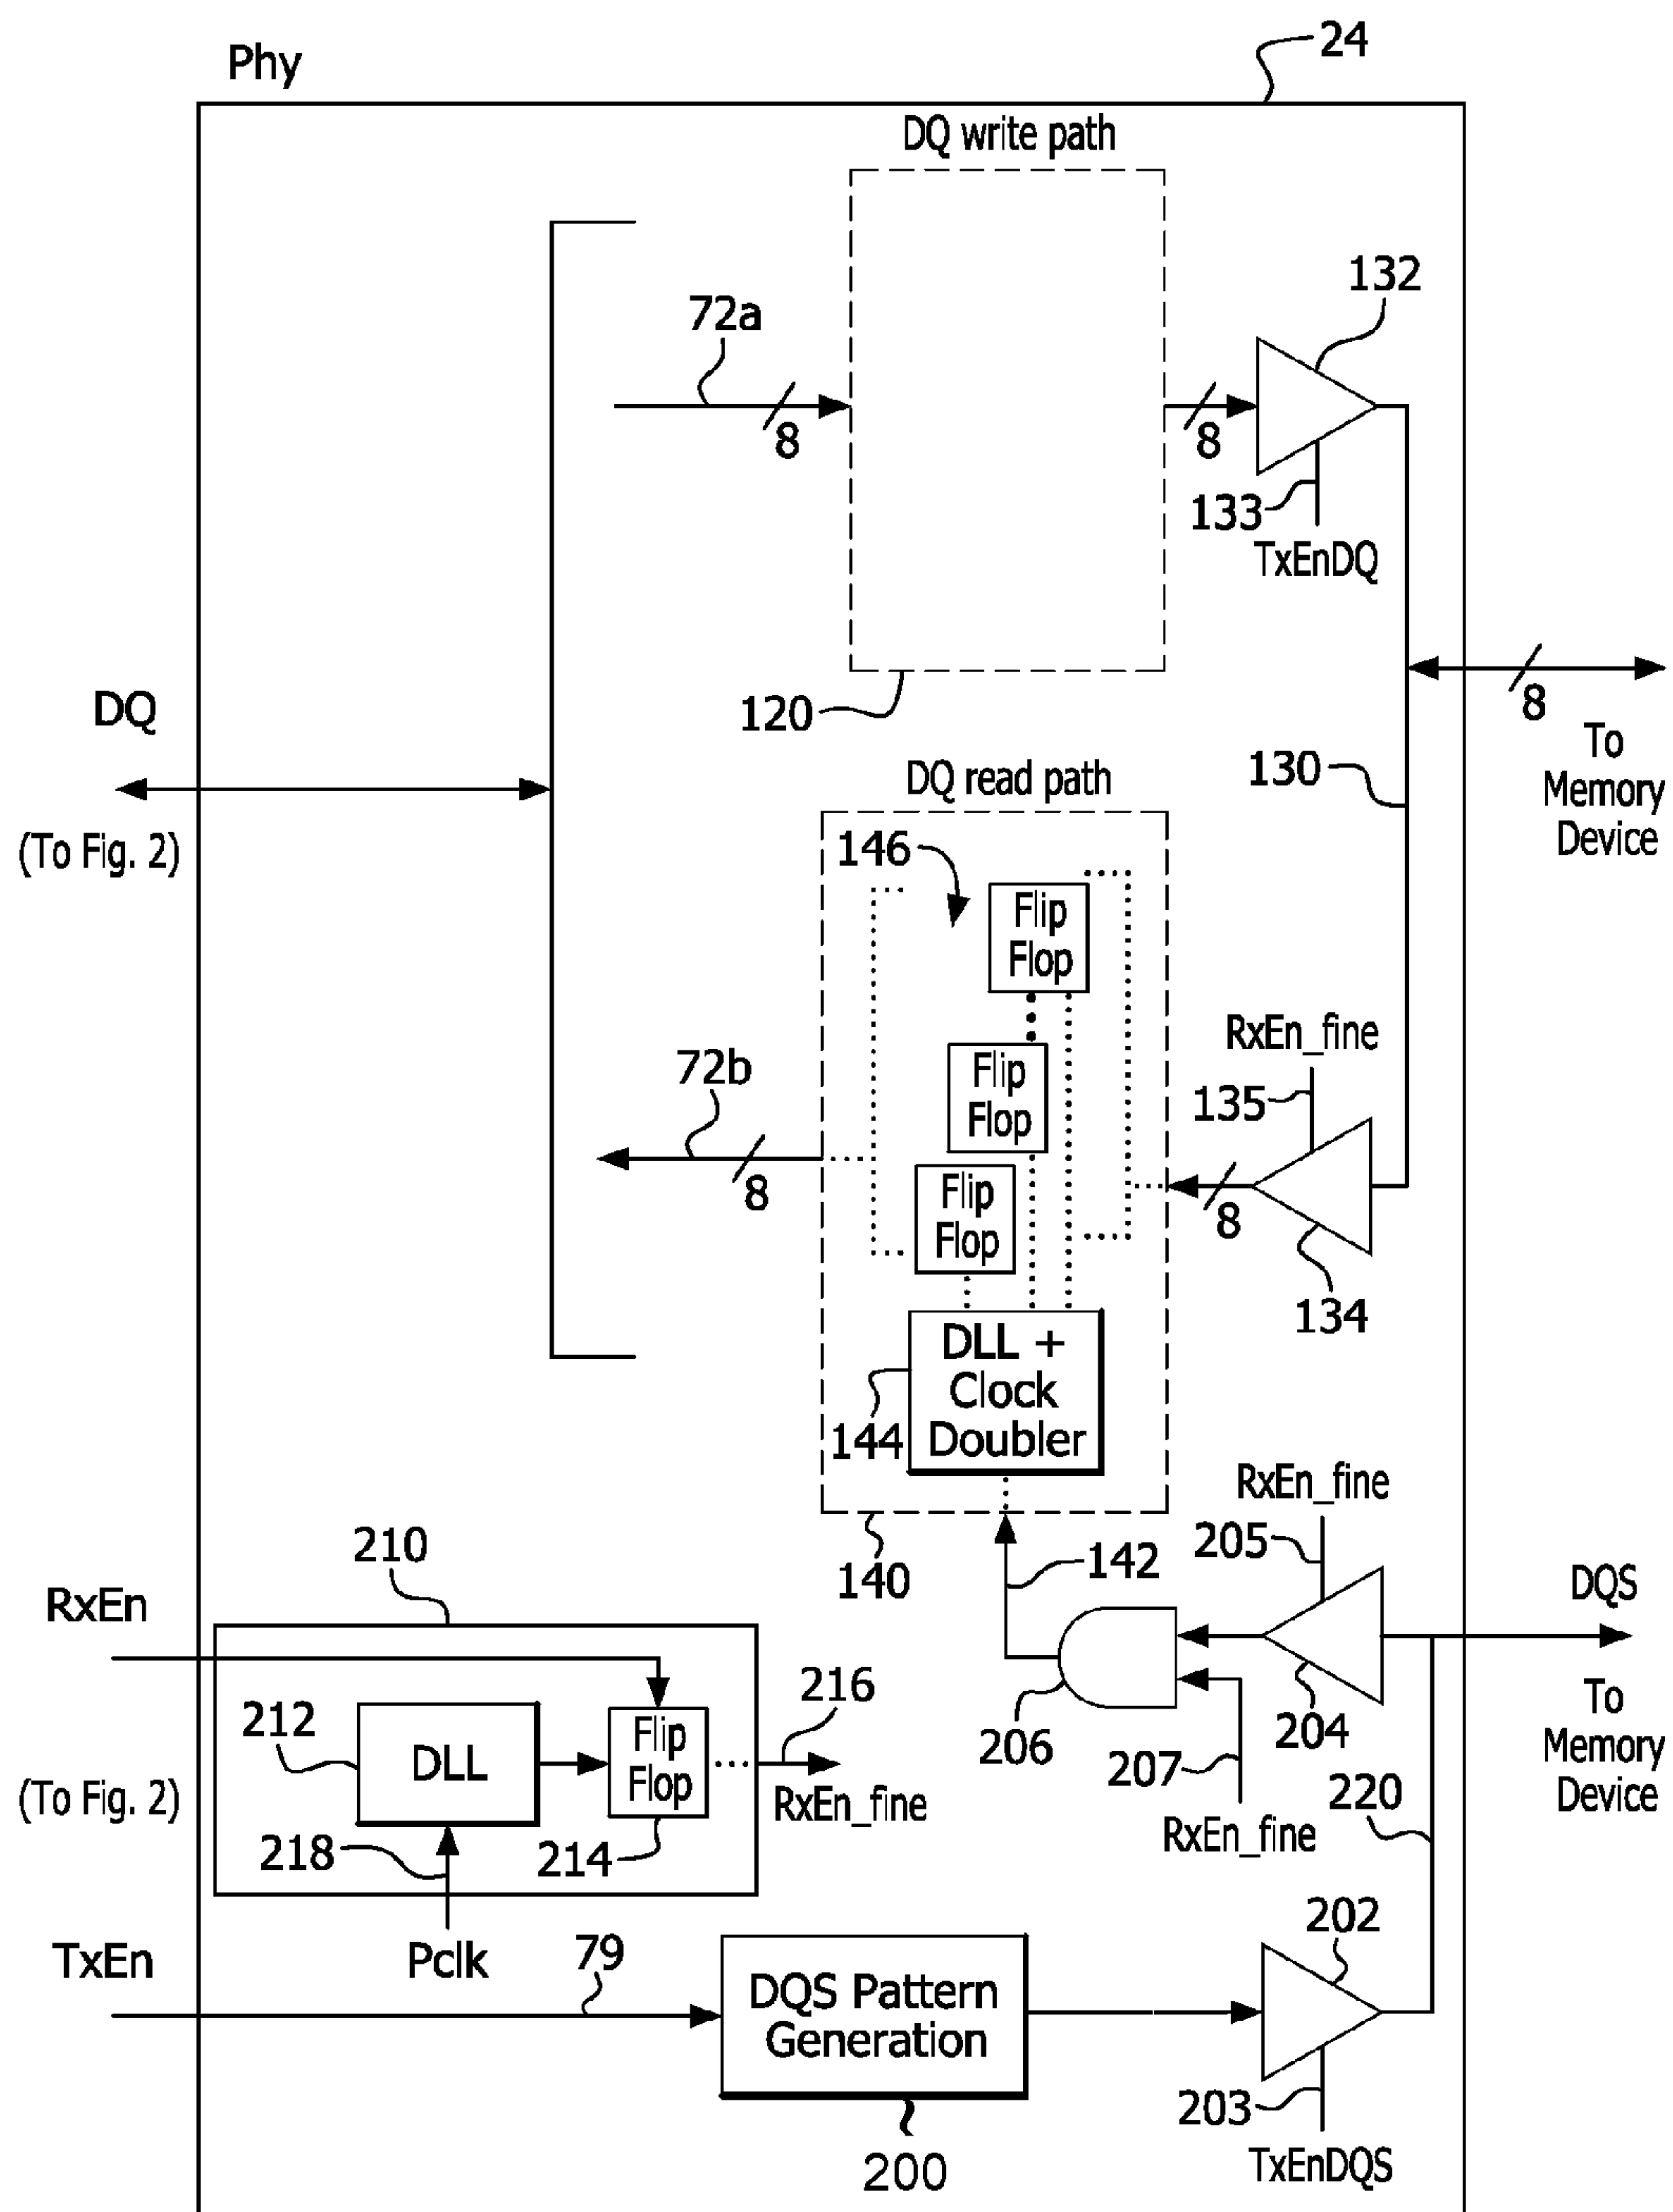 Phy
24
DQ write path
132
72a
8
8
133
TxEnDQ
DQ
120
8
(To Fig. 2)
To
Memory
Device
130
DQ read path
146
Flip
Flop
RxEn_fine
72b
Flip
Flop
135
8
Flip
Flop
8
134
DLL +
Clock
Doubler
144
RxEn_fine
210
140
142
205
DQS
RxEn
216
212
DLL
Flip
Flop
206
204
To
Memory
Device
207
(To Fig. 2)
RxEn_fine
RxEn_fine
220
218
214
202
TxEn
Pclk
79
DQS Pattern
Generation
203
TxEnDQS
200